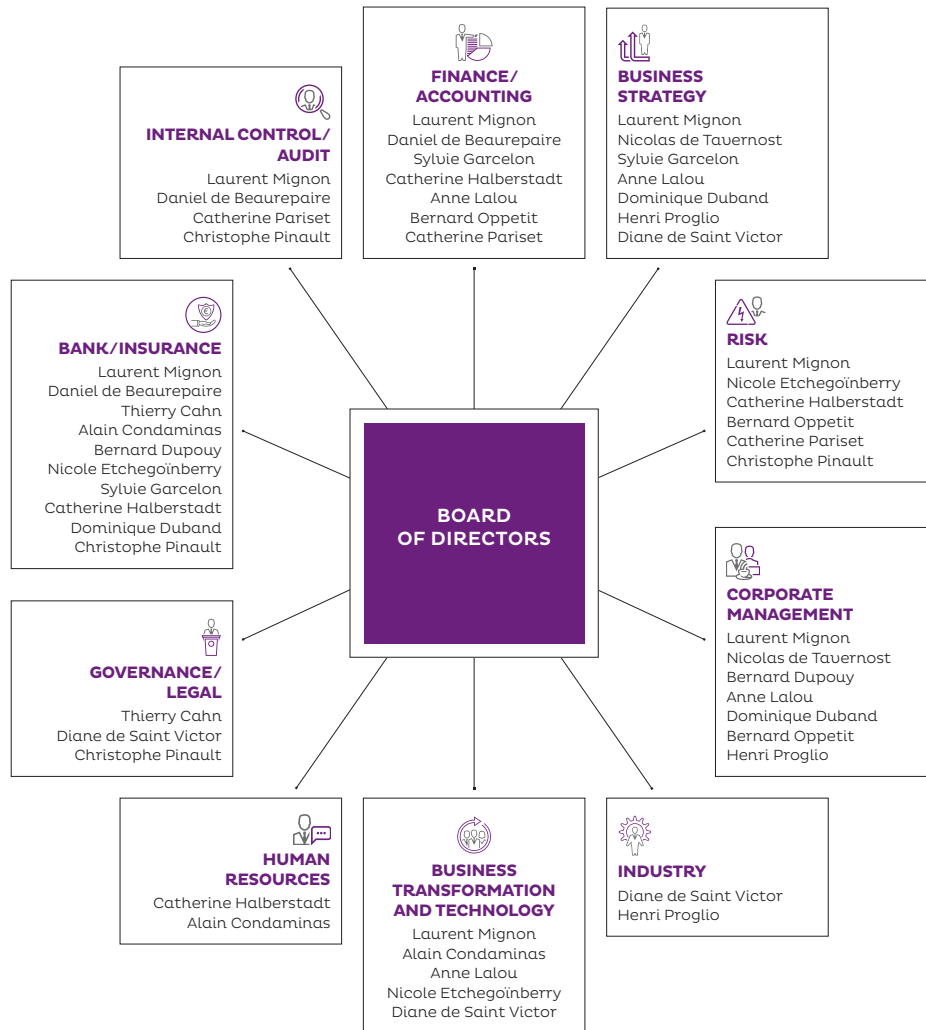 INTERNAL CONTROL/
AUDIT
Laurent Mignon
Daniel de Beaurepaire
Catherine Pariset
Christophe Pinault
FINANCE/
ACCOUNTING
Laurent Mignon
Daniel de Beaurepaire
Sylvie Garcelon
Catherine Halberstadt
Anne Lalou
Bernard Oppetit
Catherine Pariset
BUSINESS
STRATEGY
Laurent Mignon
Nicolas de Tavernost
Sylvie Garcelon
Anne Lalou
Dominique Duband
Henri Proglio
Diane de Saint Victor
BANK/INSURANCE
Laurent Mignon
Daniel de Beaurepaire
Thierry Cahn
Alain Condaminas
Bernard Dupouy
Nicole Etchegoïnberry
Sylvie Garcelon
Catherine Halberstadt
Dominique Duband
Christophe Pinault
RISK
Laurent Mignon
Nicole Etchegoïnberry
Catherine Halberstadt
Bernard Oppetit
Catherine Pariset
Christophe Pinault
BOARD
OF DIRECTORS
CORPORATE
MANAGEMENT
Laurent Mignon
Nicolas de Tavernost
Bernard Dupouy
Anne Lalou
Dominique Duband
Bernard Oppetit
Henri Proglio
GOVERNANCE/
LEGAL
Thierry Cahn
Diane de Saint Victor
Christophe Pinault
HUMAN
RESOURCES
Catherine Halberstadt
Alain Condaminas
BUSINESS
TRANSFORMATION
AND TECHNOLOGY
Laurent Mignon
Alain Condaminas
Anne Lalou
Nicole Etchegoïnberry
Diane de Saint Victor
INDUSTRY
Diane de Saint Victor
Henri Proglio